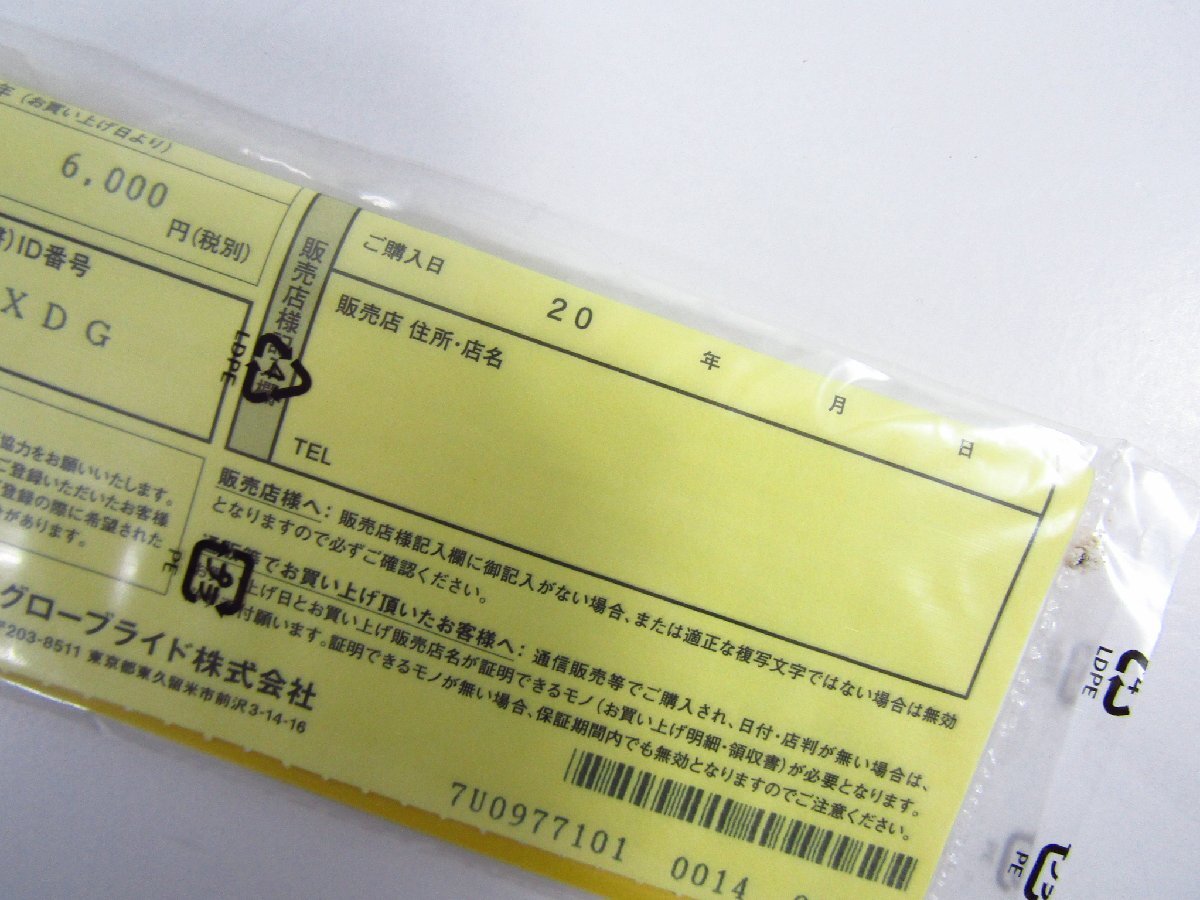 年(お買い上げ日より)
6,000
円(税別)
)ID番号
XDG
協力をお願いいたします。
ご登録いただいたお客様
登録の際に希望された
があります。
グローブライド株式会社
〒203-8511 東京都東久留米市前沢3-14-16
販売店様記入欄
ご購入日
20 年 月 日
販売店 住所・店名
TEL
販売店様へ:販売店様記入欄に御記入がない場合、または適正な複写文字ではない場合は無効
となりますので必ずご確認ください。
通販等でお買い上げ頂いたお客様へ:通信販売等でご購入され、日付・店判が無い場合は、
お買い上げ日とお買い上げ販売店名が証明できるモノ(お買い上げ明細・領収書)が必要となります。
付願います。証明できるモノが無い場合、保証期間内でも無効となりますのでご注意ください。
7U0977101 0014
4
LDPE
プラ
PE
4
LDPE
PE